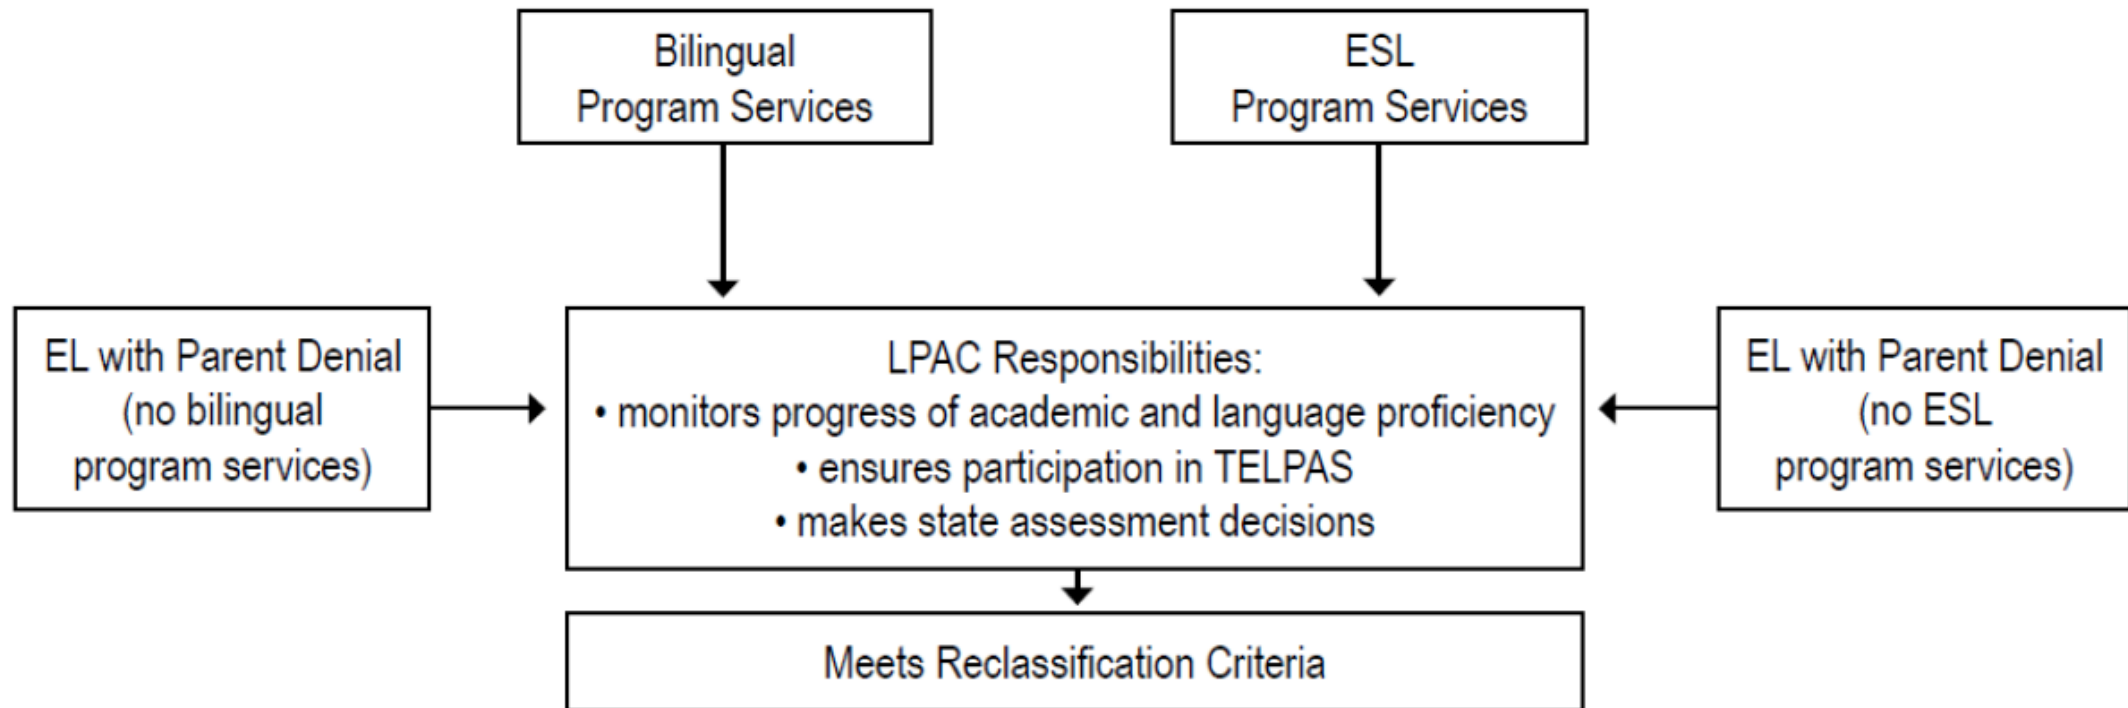 Bilingual
Program Services
ESL
Program Services
EL with Parent Denial
(no bilingual
program services)
LPAC Responsibilities:
• monitors progress of academic and language proficiency
• ensures participation in TELPAS
• makes state assessment decisions
EL with Parent Denial
(no ESL
program services)
Meets Reclassification Criteria